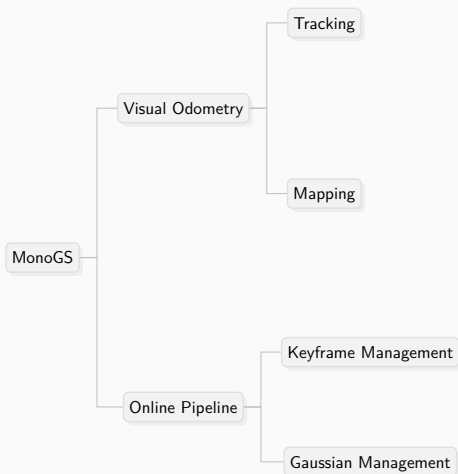 Tracking
Visual Odometry
Mapping
MonoGS
Keyframe Management
Online Pipeline
Gaussian Management